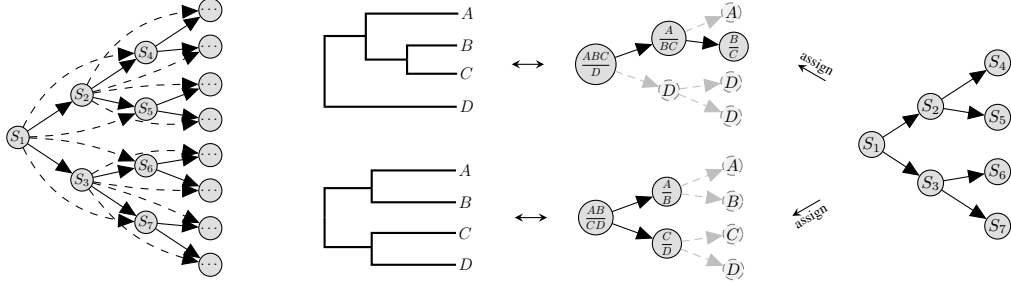 S1
S2
S3
S4
S5
S6
S7
...
...
...
...
...
...
...
...
A
B
C
D
ABC/D
A/BC
B/C
A
D
D
D
A
B
C
D
AB/CD
A/B
C/D
A
B
C
D
assign
assign
S1
S2
S3
S4
S5
S6
S7